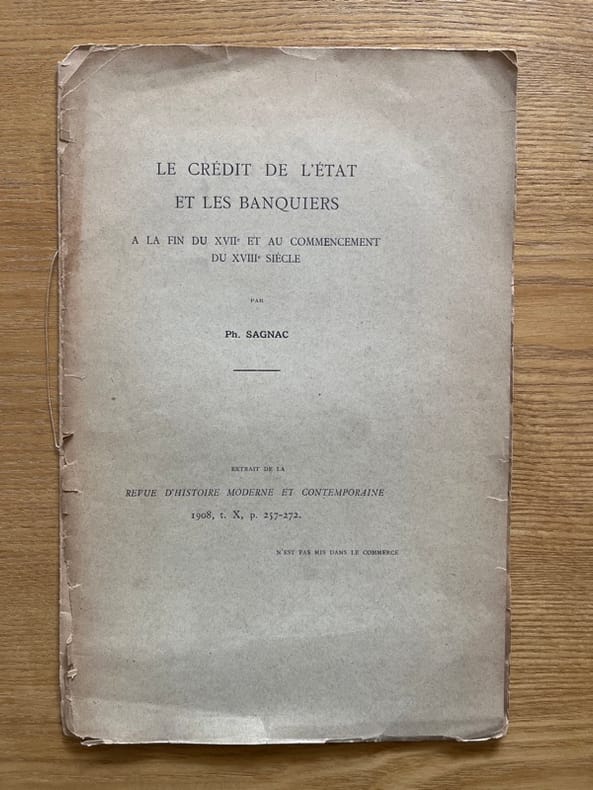 LE CRÉDIT DE L'ÉTAT
ET LES BANQUIERS
A LA FIN DU XVIIe ET AU COMMENCEMENT
DU XVIIIe SIÈCLE
PAR
Ph. SAGNAC
EXTRAIT DE LA
REVUE D'HISTOIRE MODERNE ET CONTEMPORAINE
1908, t. X, p. 257-272.
N'EST PAS MIS DANS LE COMMERCE